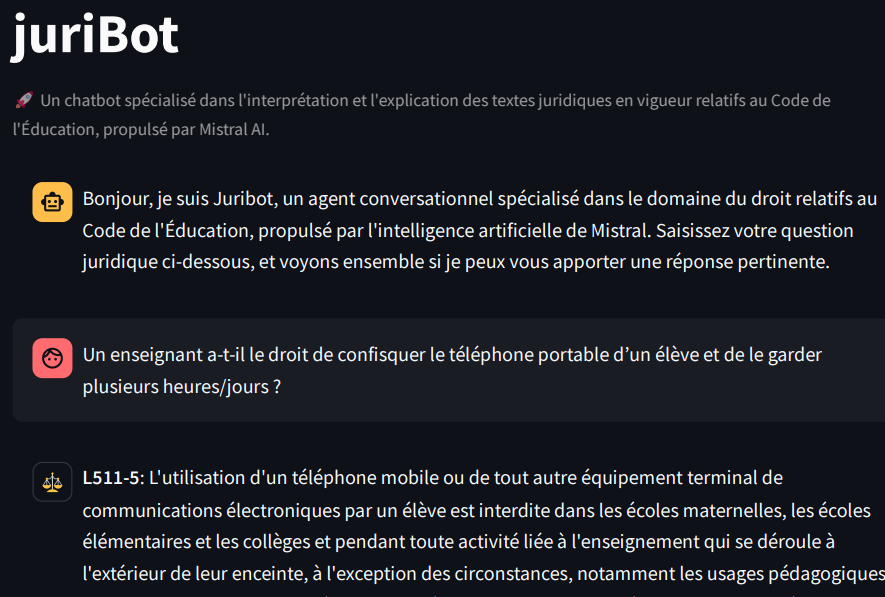 juriBot
🚀 Un chatbot spécialisé dans l'interprétation et l'explication des textes juridiques en vigueur relatifs au Code de
l'Éducation, propulsé par Mistral AI.
Bonjour, je suis Juribot, un agent conversationnel spécialisé dans le domaine du droit relatifs au
Code de l'Éducation, propulsé par l'intelligence artificielle de Mistral. Saisissez votre question
juridique ci-dessous, et voyons ensemble si je peux vous apporter une réponse pertinente.
Un enseignant a-t-il le droit de confisquer le téléphone portable d’un élève et de le garder
plusieurs heures/jours ?
L511-5: L'utilisation d'un téléphone mobile ou de tout autre équipement terminal de
communications électroniques par un élève est interdite dans les écoles maternelles, les écoles
élémentaires et les collèges et pendant toute activité liée à l'enseignement qui se déroule à
l'extérieur de leur enceinte, à l'exception des circonstances, notamment les usages pédagogiques